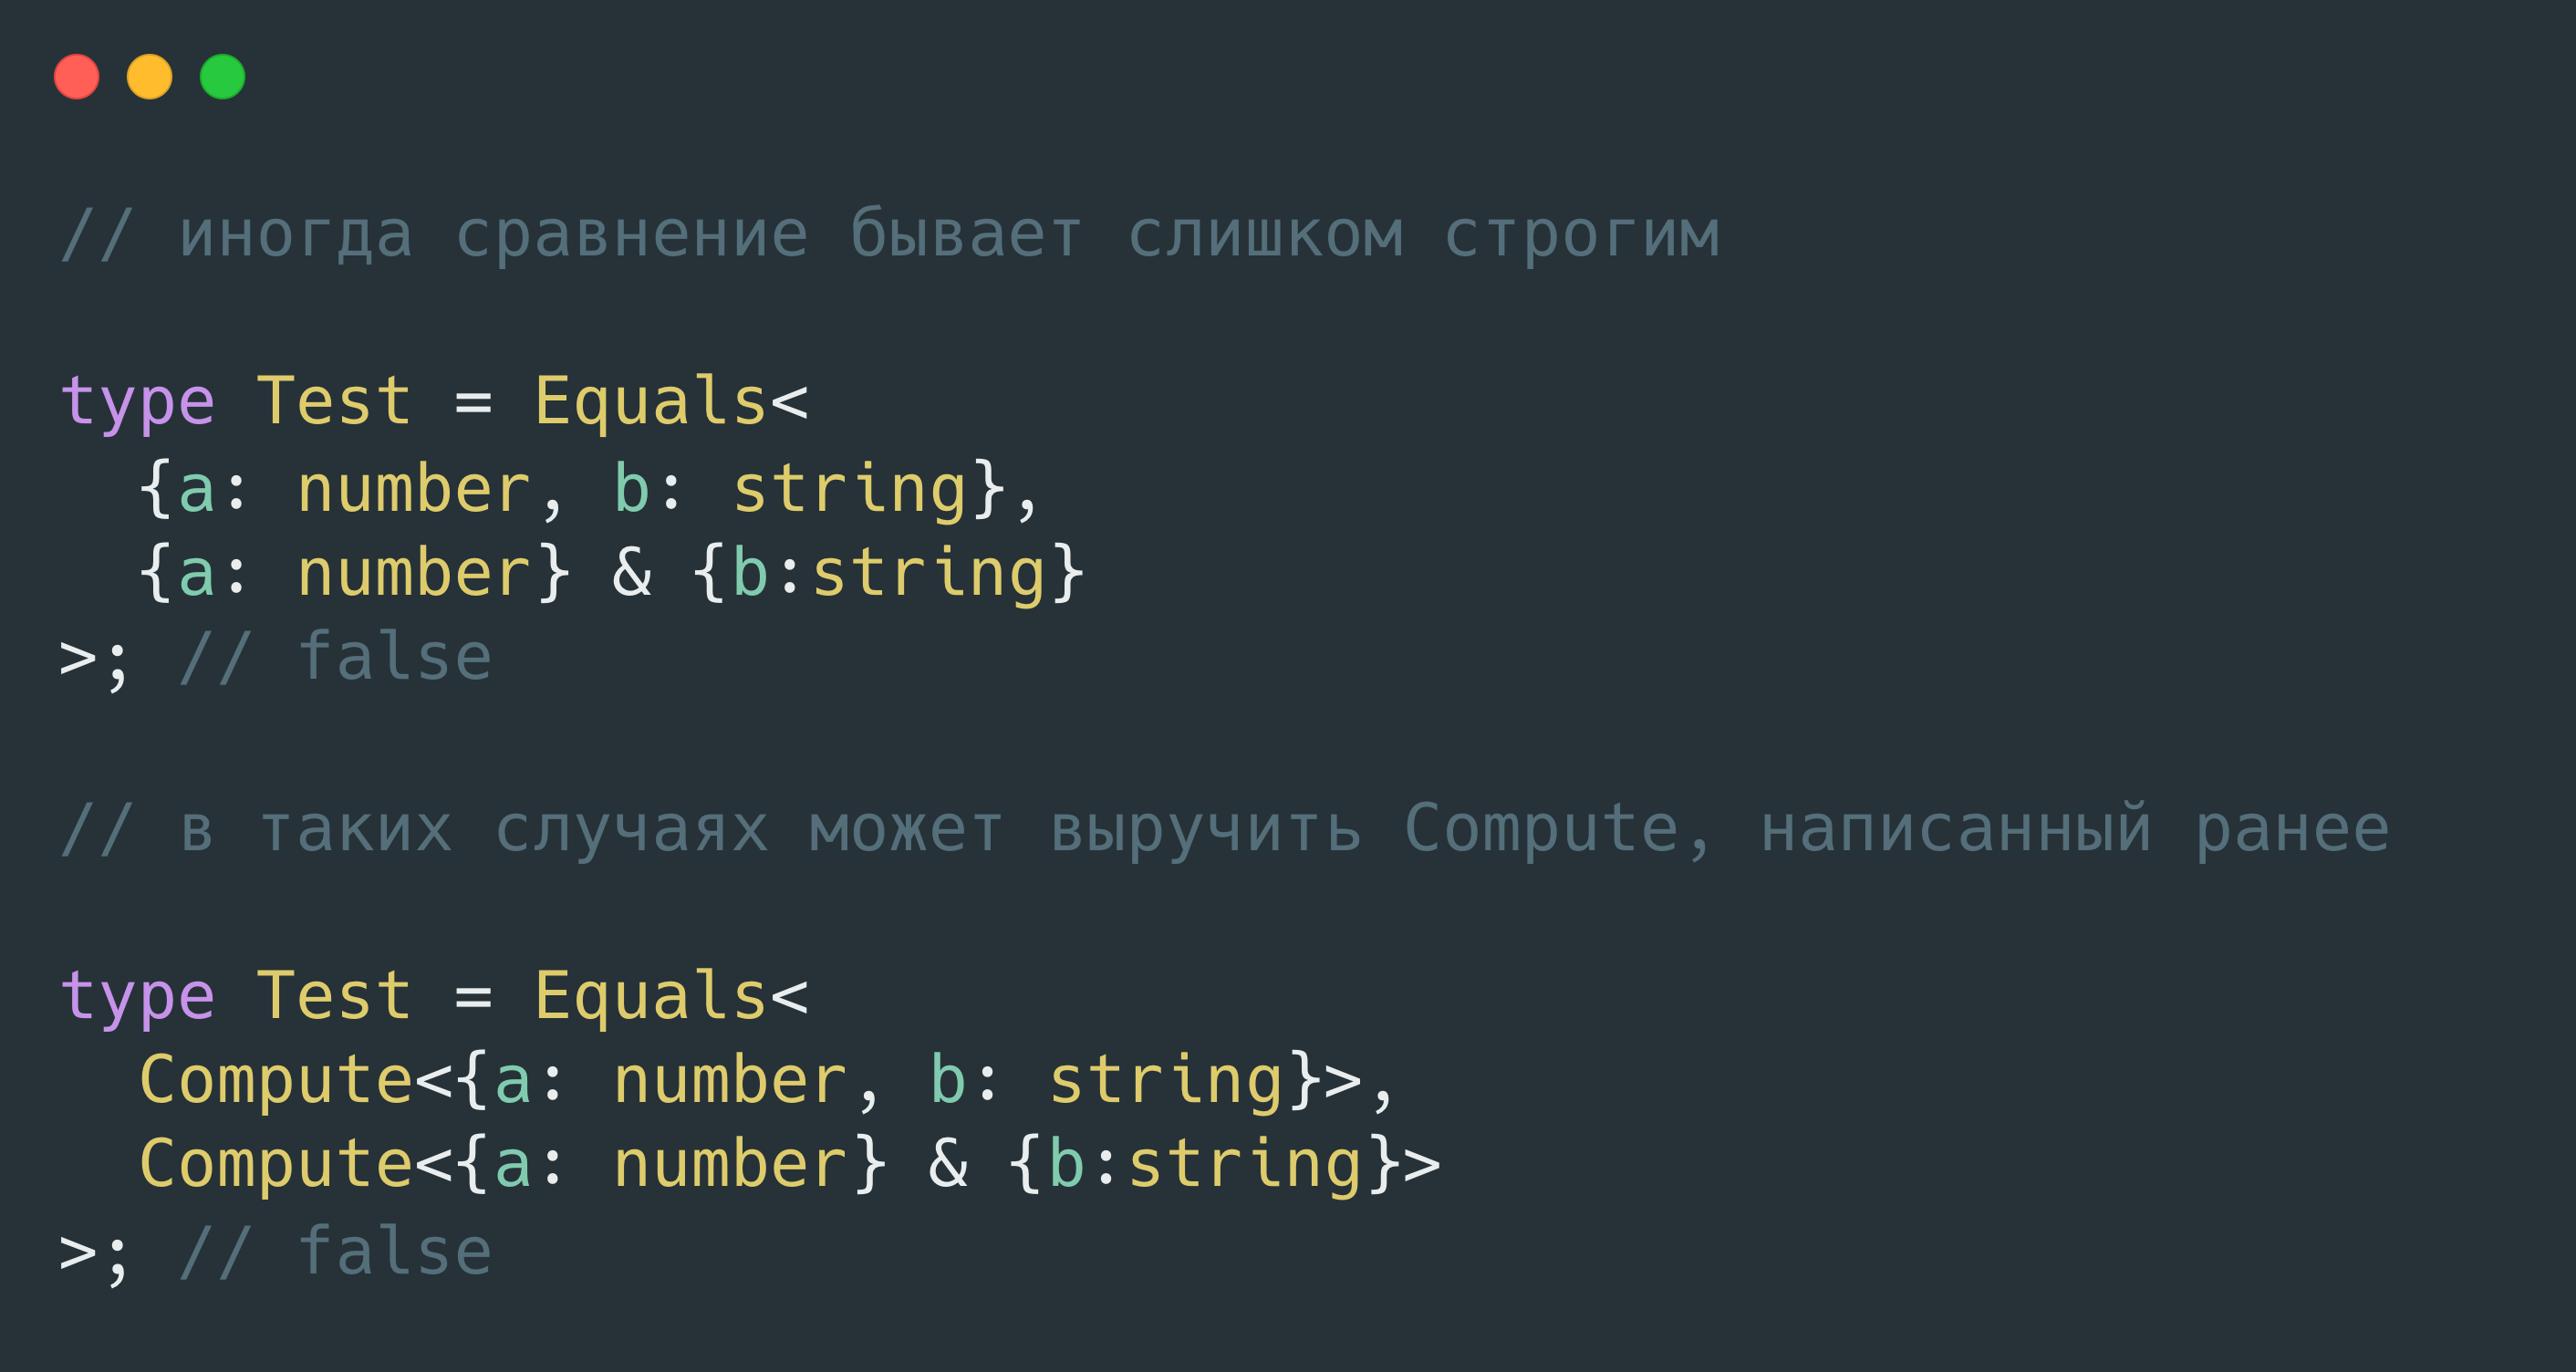 // иногда сравнение бывает слишком строгим
type Test = Equals<
  {a: number, b: string},
  {a: number} & {b:string}
>; // false
// в таких случаях может выручить Compute, написанный ранее
type Test = Equals<
  Compute<{a: number, b: string}>,
  Compute<{a: number} & {b:string}>
>; // false